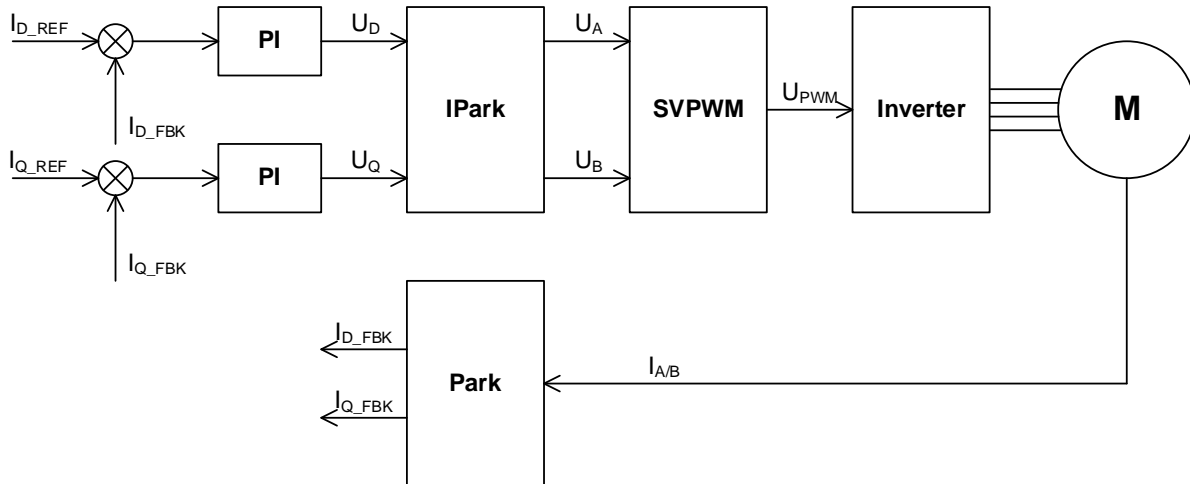 I_D_REF
PI
U_D
U_A
I_D_FBK
IPark
SVPWM
U_PWM
Inverter
M
I_Q_REF
PI
U_Q
U_B
I_Q_FBK
I_D_FBK
Park
I_A/B
I_Q_FBK